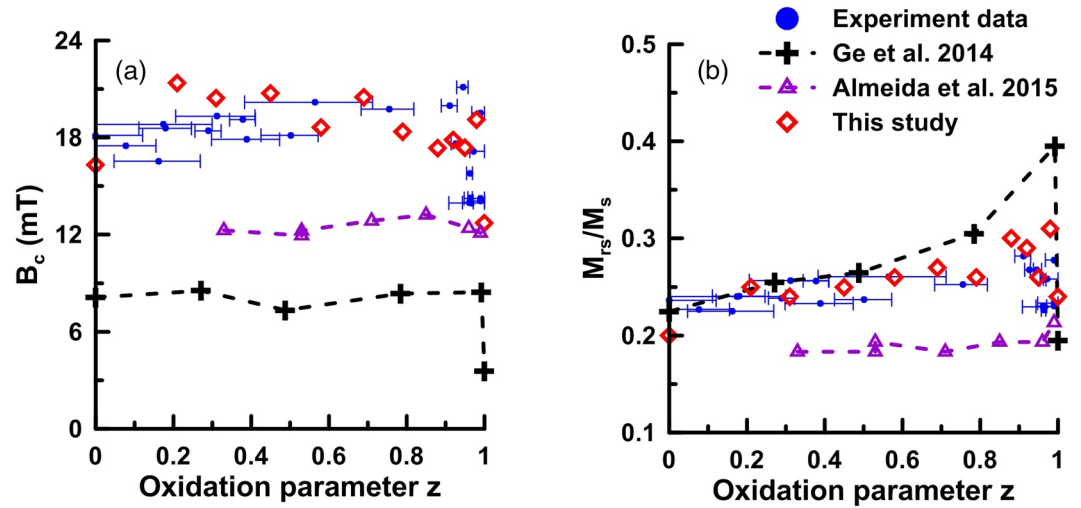 (a)
24
18
12
6
0
Bc (mT)
0 0.2 0.4 0.6 0.8 1
Oxidation parameter z
Experiment data
Ge et al. 2014
Almeida et al. 2015
This study
(b)
0.5
0.4
0.3
0.2
0.1
Mrs/Ms
0 0.2 0.4 0.6 0.8 1
Oxidation parameter z